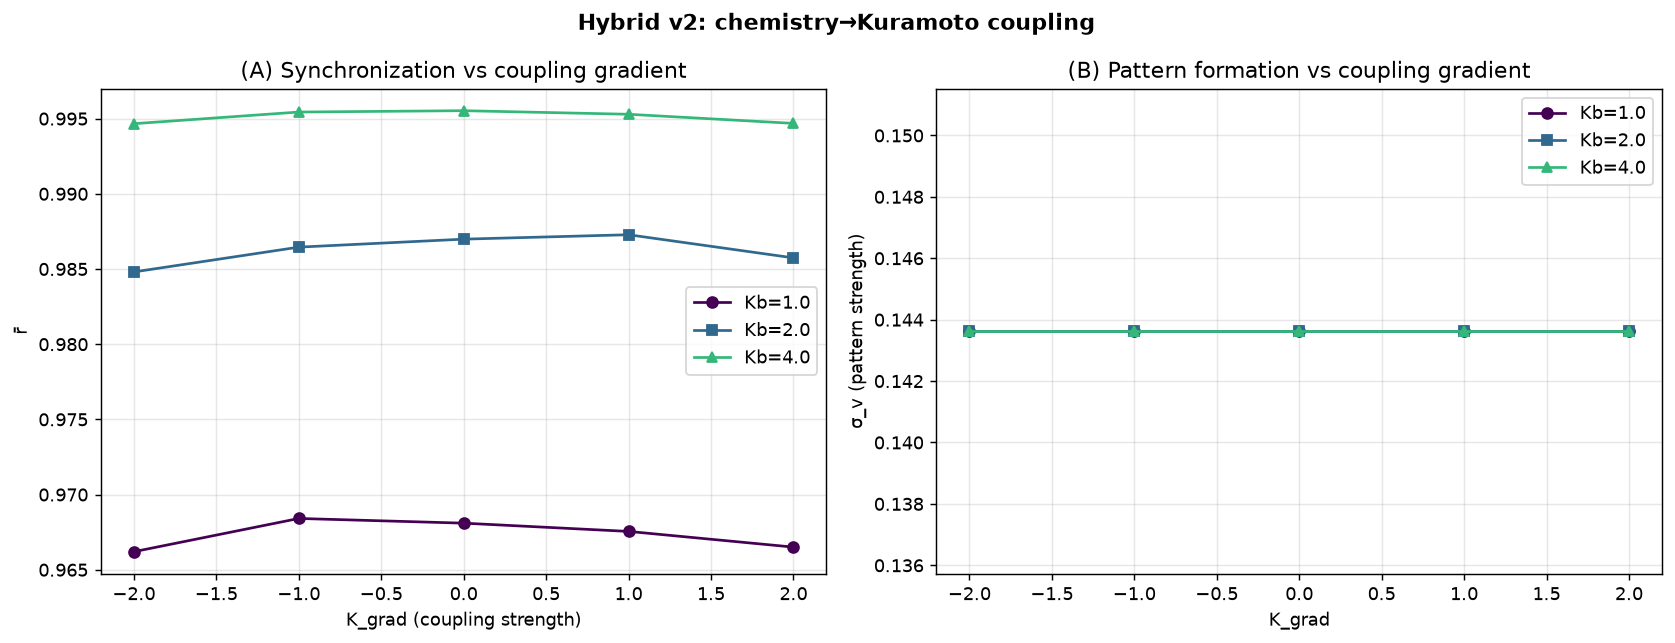 Hybrid v2: chemistry→Kuramoto coupling
(A) Synchronization vs coupling gradient
0.995
0.990
0.985
0.980
0.975
0.970
0.965
r̄
Kb=1.0
Kb=2.0
Kb=4.0
−2.0 −1.5 −1.0 −0.5 0.0 0.5 1.0 1.5 2.0
K_grad (coupling strength)
(B) Pattern formation vs coupling gradient
0.150
0.148
0.146
0.144
0.142
0.140
0.138
0.136
σ_v (pattern strength)
Kb=1.0
Kb=2.0
Kb=4.0
−2.0 −1.5 −1.0 −0.5 0.0 0.5 1.0 1.5 2.0
K_grad